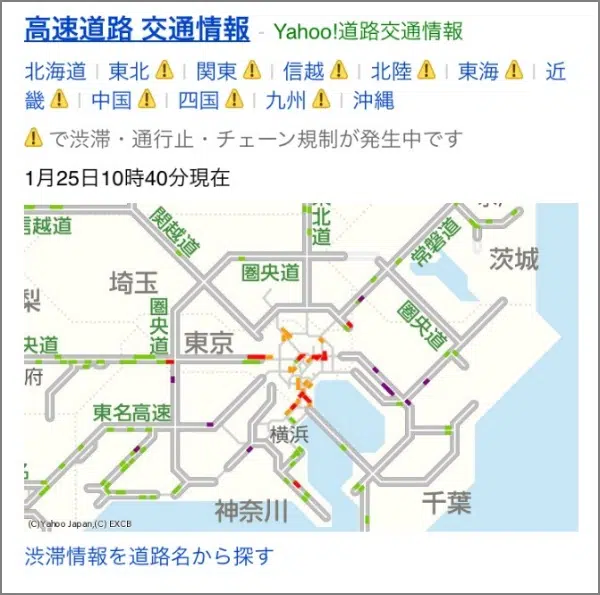 高速道路 交通情報 - Yahoo!道路交通情報
北海道 | 東北 | 関東 | 信越 | 北陸 | 東海 | 近
畿 | 中国 | 四国 | 九州 | 沖縄
で渋滞・通行止・チェーン規制が発生中です
1月25日10時40分現在
信越道
関越道
北道
常磐道
茨城
圏央道
埼玉
梨
圏央道
圏央道
東京
央道
府
東名高速
横浜
神奈川
千葉
(C)Yahoo Japan,(C) EXCB
渋滞情報を道路名から探す